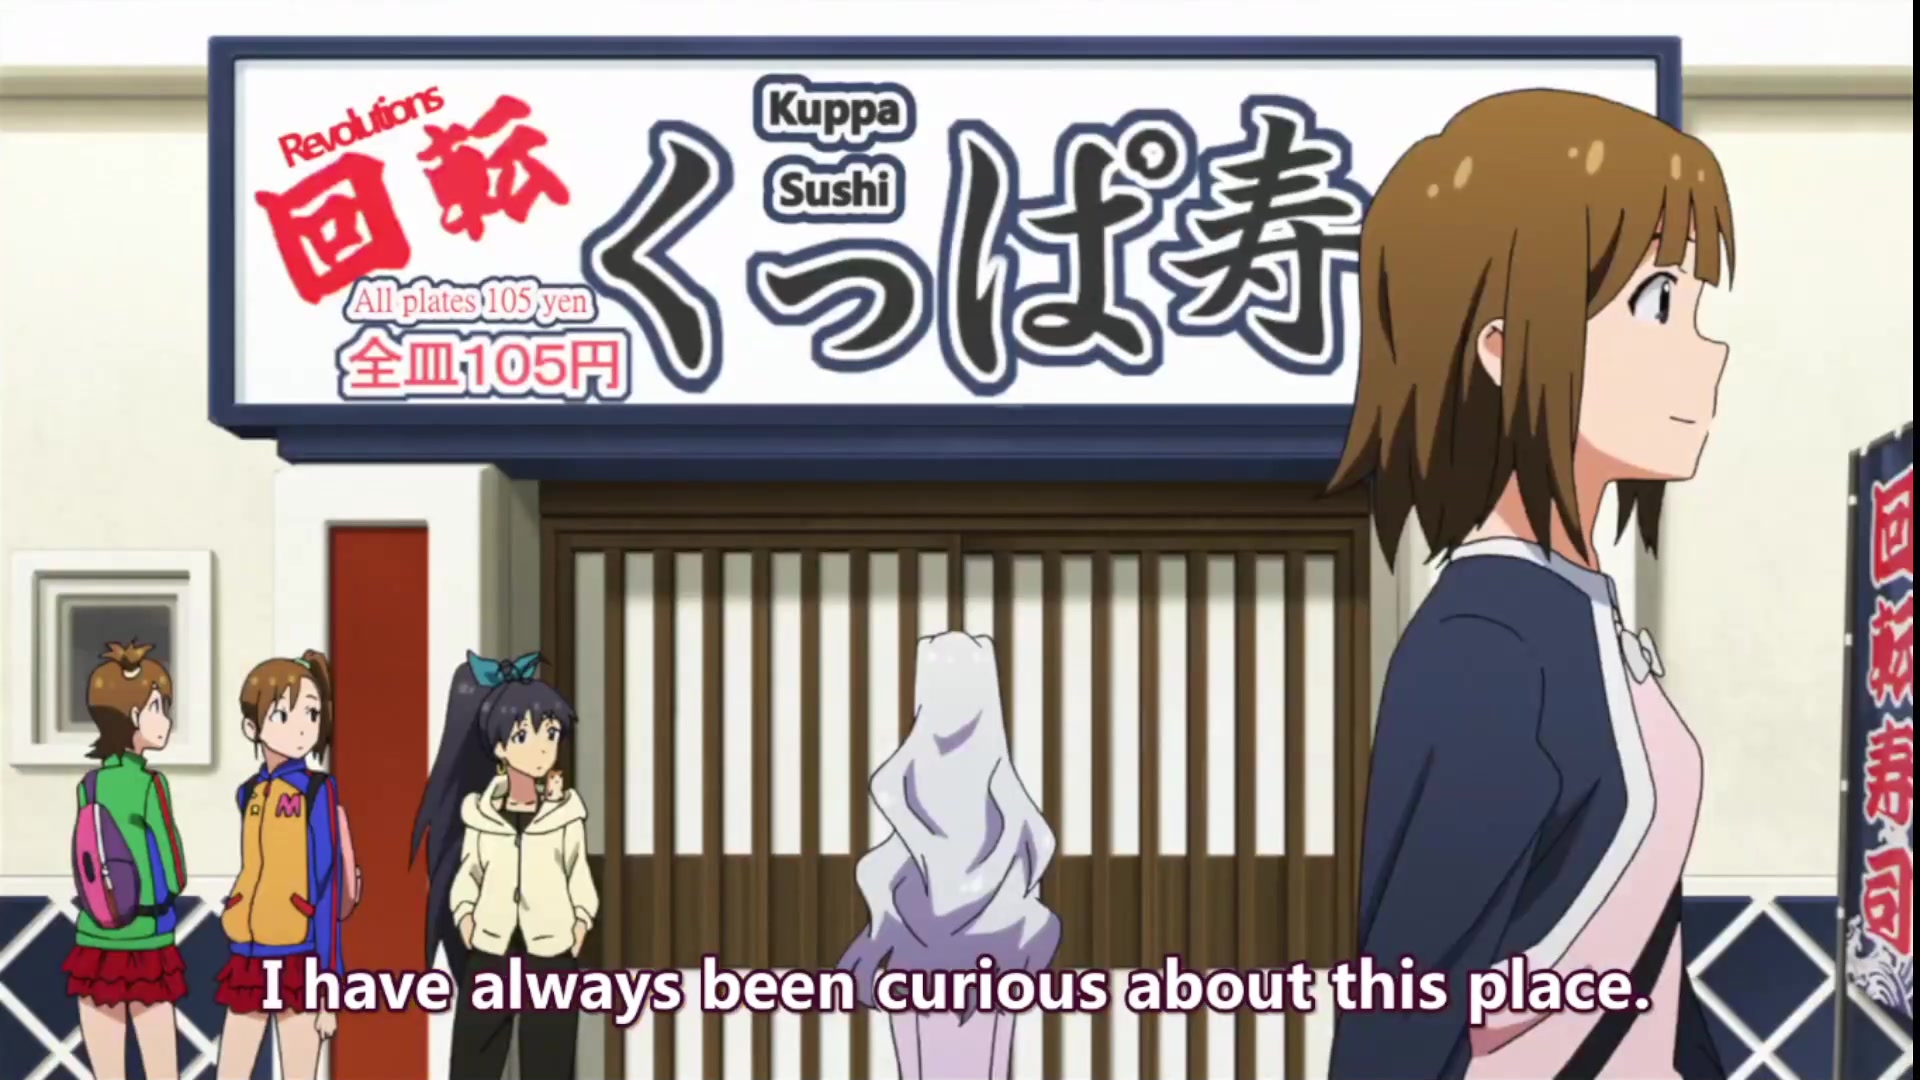 Revolutions
回転
Kuppa
Sushi
くっぱ寿
All plates 105 yen
全皿105円
回転寿司
I have always been curious about this place.